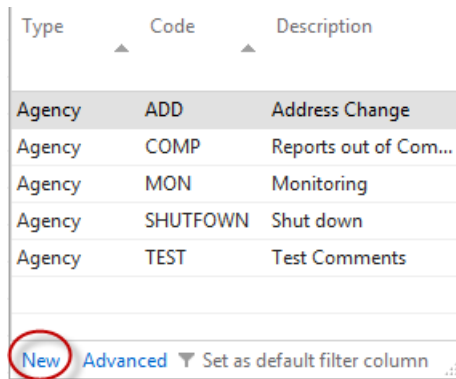 Type Code Description
Agency ADD Address Change
Agency COMP Reports out of Com...
Agency MON Monitoring
Agency SHUTFOWN Shut down
Agency TEST Test Comments
New Advanced Set as default filter column